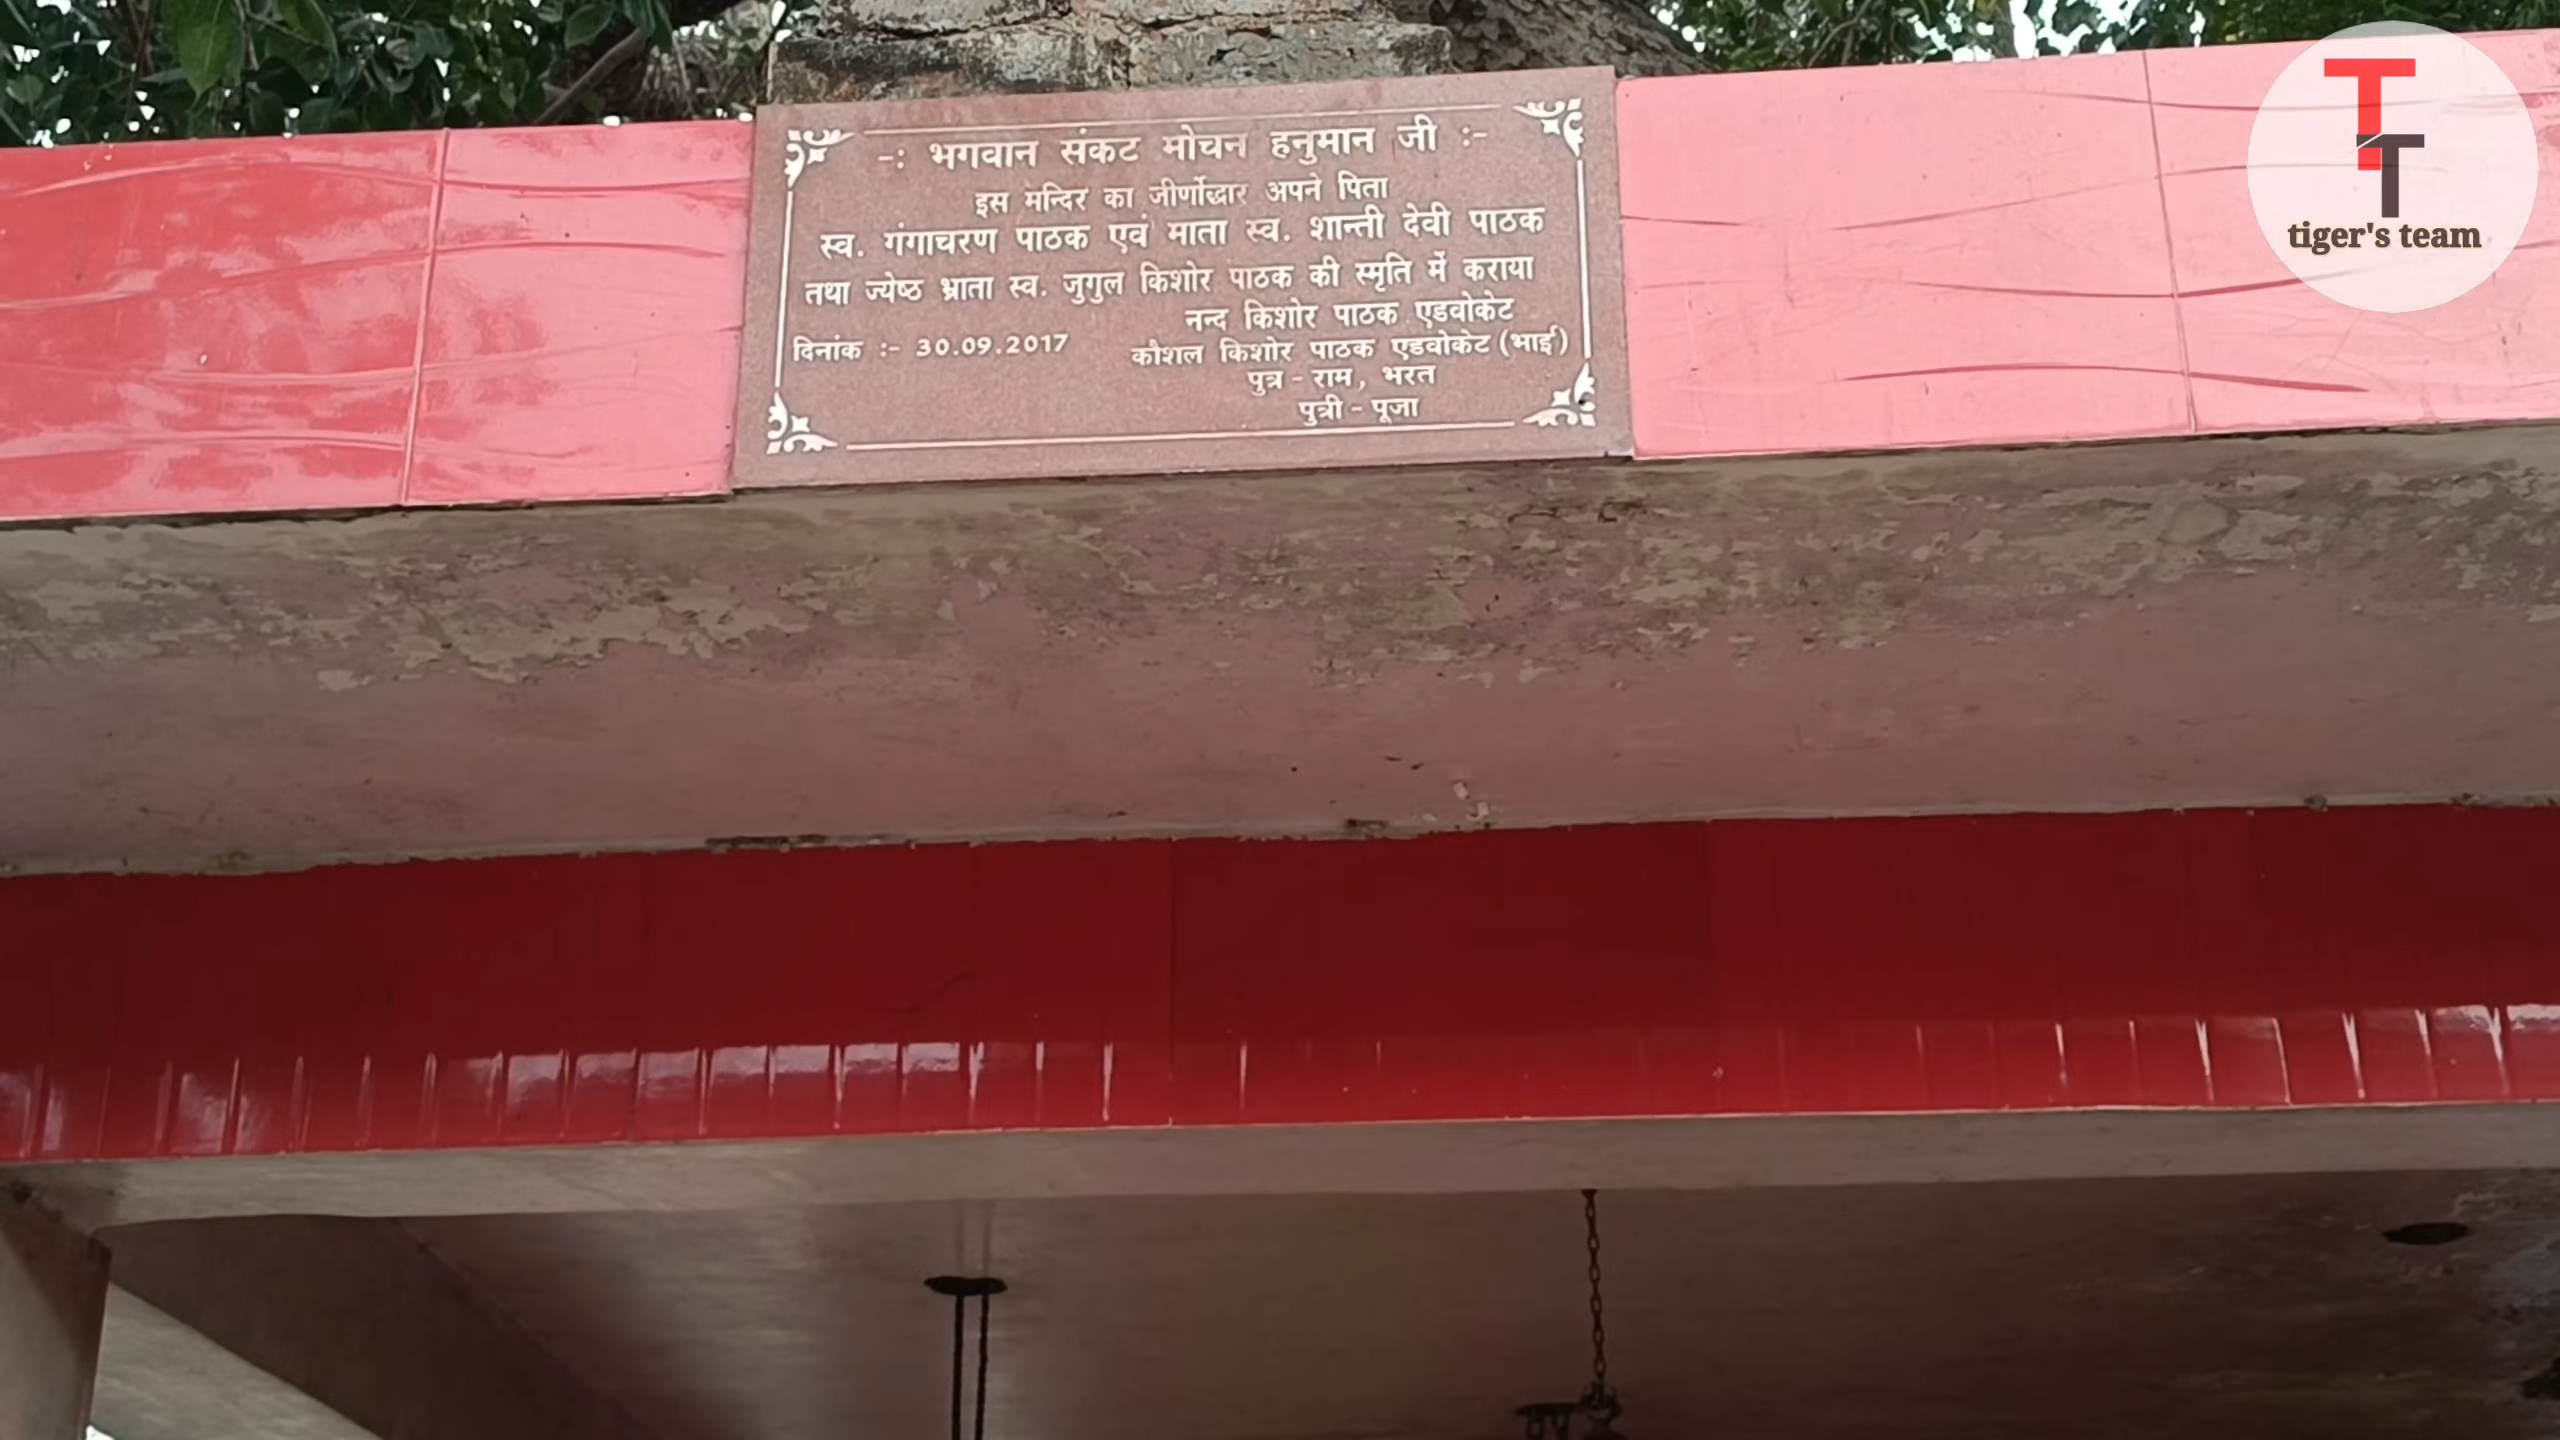 -: भगवान संकट मोचन हनुमान जी :-
इस मन्दिर का जीर्णोद्धार अपने पिता
स्व. गंगाचरण पाठक एवं माता स्व. शान्ती देवी पाठक
तथा ज्येष्ठ भ्राता स्व. जुगुल किशोर पाठक की स्मृति में कराया
नन्द किशोर पाठक एडवोकेट
दिनांक :- 30.09.2017 कौशल किशोर पाठक एडवोकेट (भाई)
पुत्र - राम, भरत
पुत्री - पूजा
TT
tiger's team